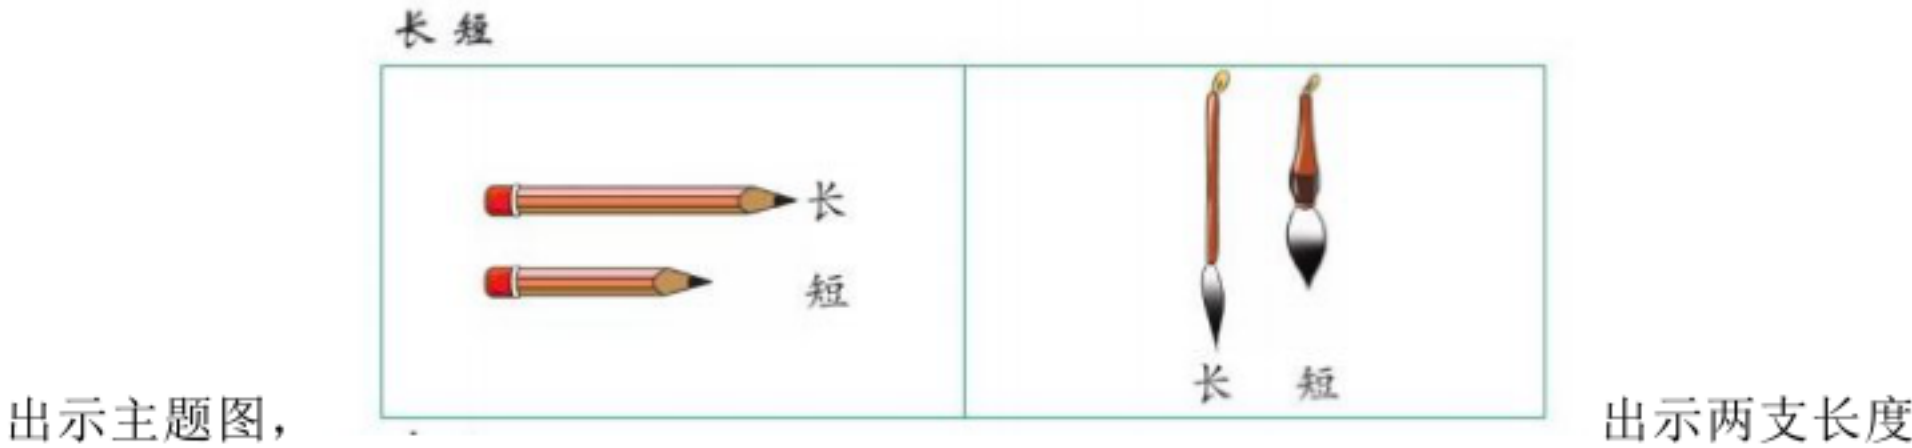 长 短
长
短
长 短
出示主题图， 出示两支长度